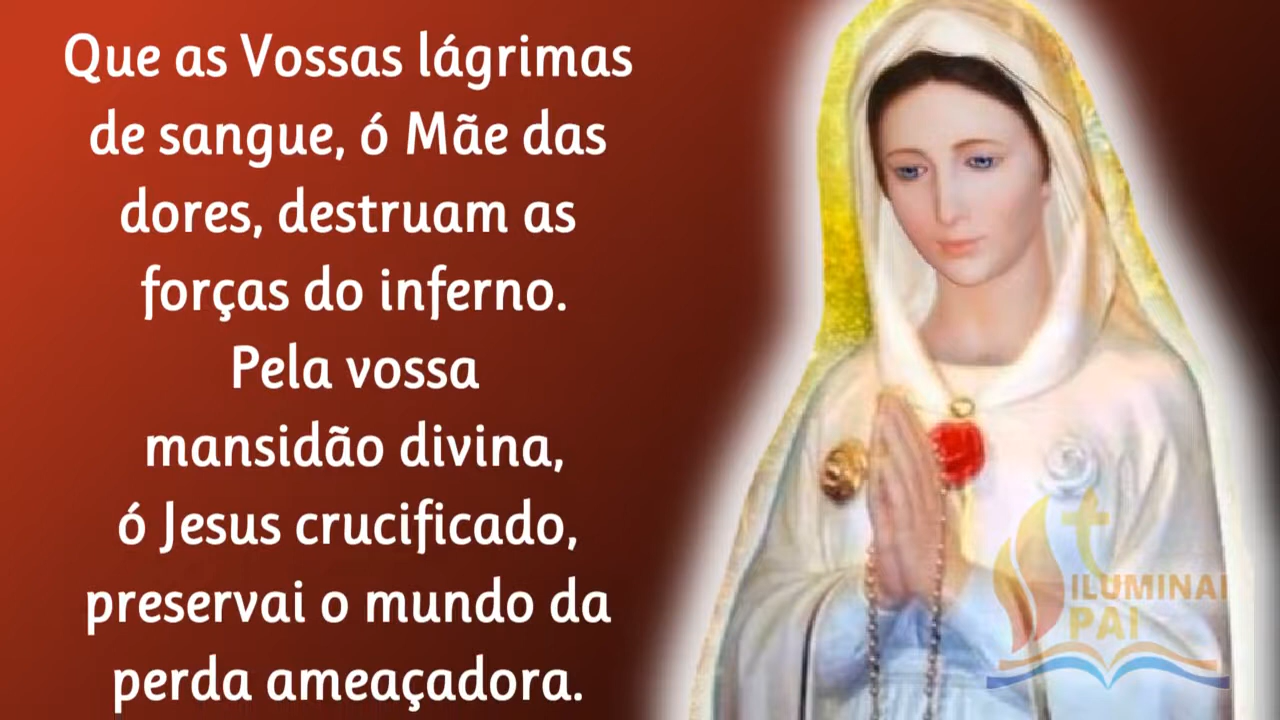 Que as Vossas lágrimas
de sangue, ó Mãe das
dores, destruam as
forças do inferno.
Pela vossa
mansidão divina,
ó Jesus crucificado,
preservai o mundo da
perda ameaçadora.
ILUMINAI
PAI